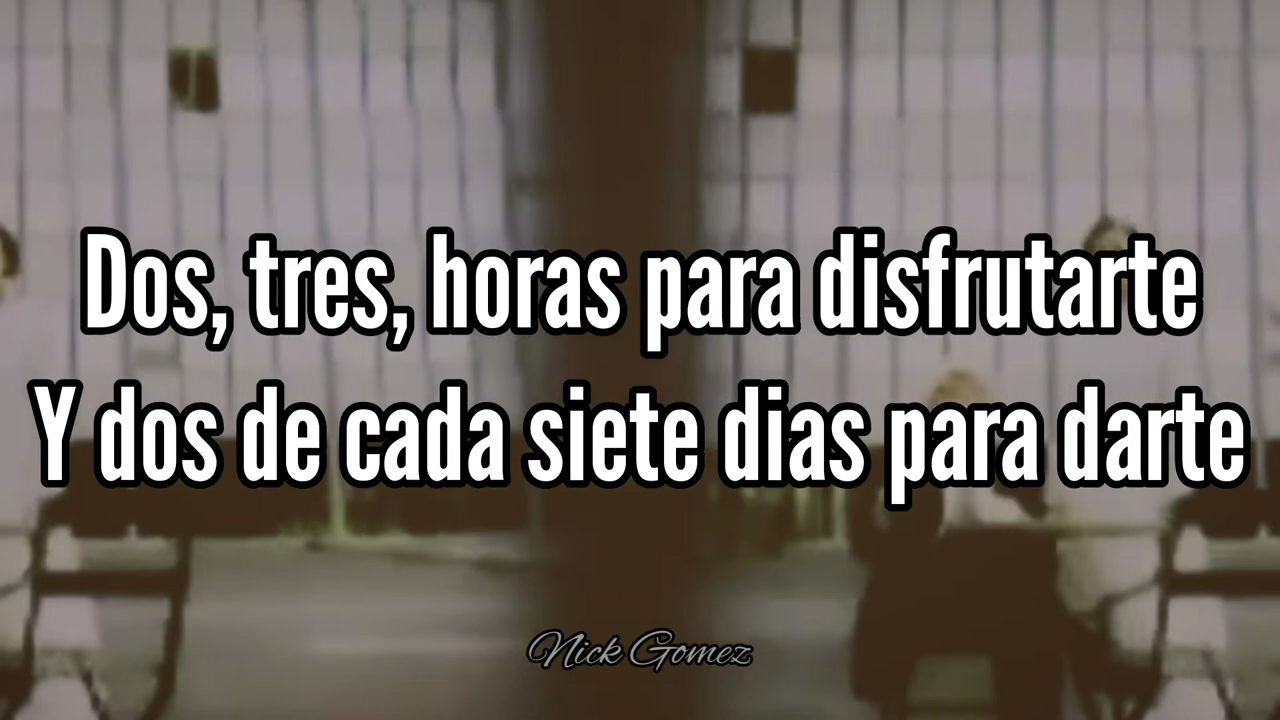 Dos, tres, horas para disfrutarte
Y dos de cada siete dias para darte
Nick Gomez